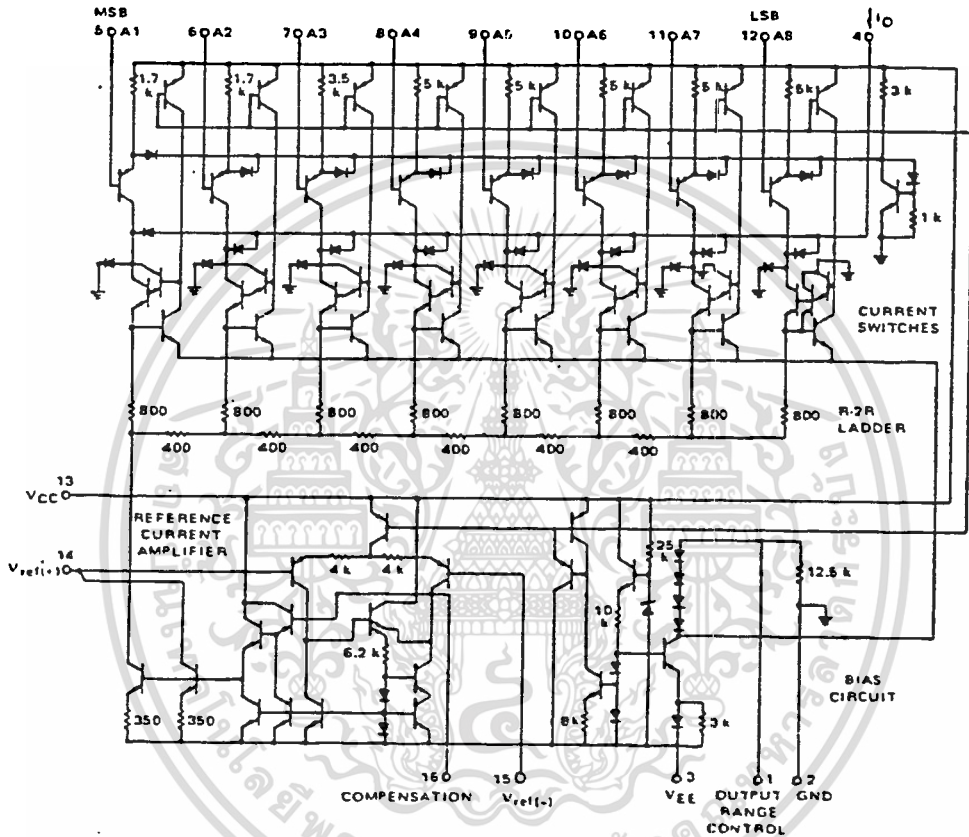 MSB
LSB
I_O
5 A1
6 A2
7 A3
8 A4
9 A5
10 A6
11 A7
12 A8
4
1.7 k
1.7 k
3.5 k
5 k
5 k
5 k
5 k
5 k
3 k
1 k
CURRENT
SWITCHES
800
800
800
800
800
800
800
800
R-2R
LADDER
400
400
400
400
400
400
400
13
VCC
REFERENCE
CURRENT
AMPLIFIER
14
Vref(+)
4 k
4 k
25 k
12.5 k
10 k
6.2 k
BIAS
CIRCUIT
350
350
8k
3k
16
15
3
1
2
COMPENSATION
Vref(-)
VEE
OUTPUT
RANGE
CONTROL
GND